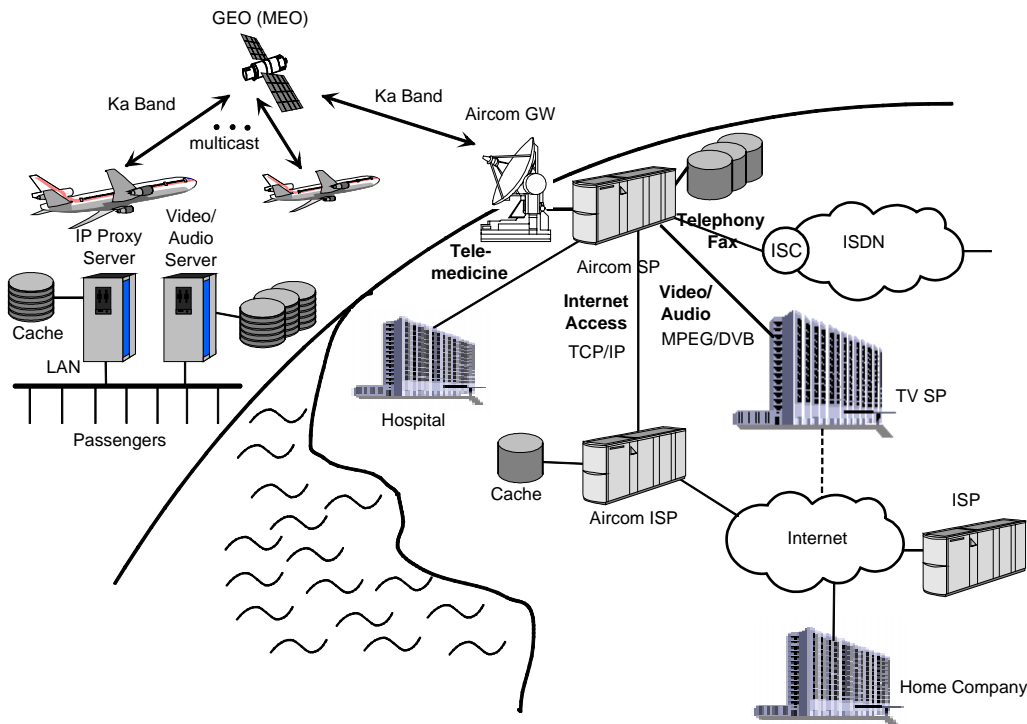 GEO (MEO)
Ka Band
Ka Band
multicast
Aircom GW
IP Proxy
Server
Video/
Audio
Server
Cache
LAN
Passengers
Tele-
medicine
Aircom SP
Telephony
Fax
ISC
ISDN
Internet
Access
TCP/IP
Video/
Audio
MPEG/DVB
Hospital
TV SP
Cache
Aircom ISP
Internet
ISP
Home Company